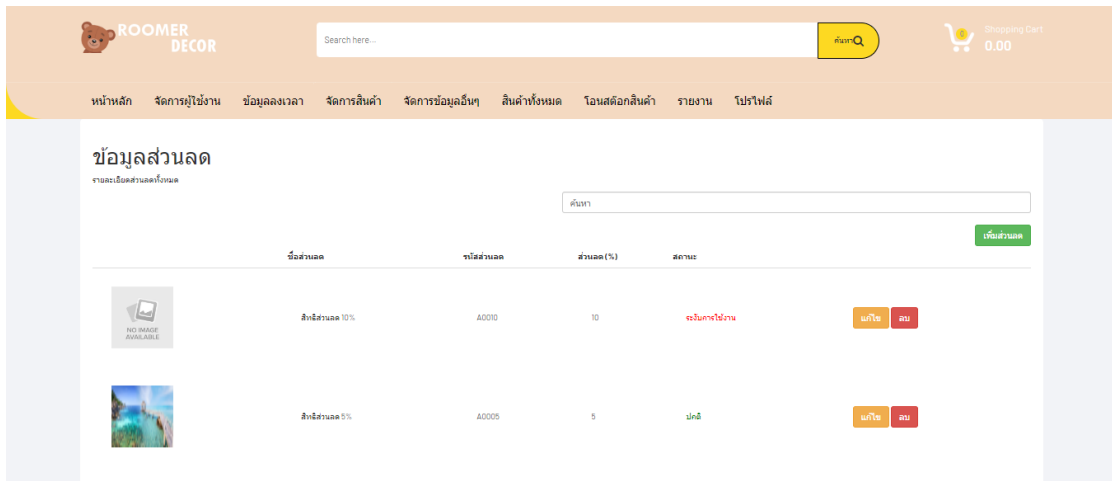 ROOMER
DECOR
Search here...
ค้นหา
0
Shopping Cart
0.00
หน้าหลัก จัดการผู้ใช้งาน ข้อมูลลงเวลา จัดการสินค้า จัดการข้อมูลอื่นๆ สินค้าทั้งหมด โอนสต๊อกสินค้า รายงาน โปรไฟล์
ข้อมูลส่วนลด
รายละเอียดส่วนลดทั้งหมด
ค้นหา
เพิ่มส่วนลด
ชื่อส่วนลด รหัสส่วนลด ส่วนลด (%) สถานะ
NO IMAGE
AVAILABLE
สิทธิส่วนลด 10% A0010 10 ระงับการใช้งาน แก้ไข ลบ
สิทธิส่วนลด 5% A0005 5 ปกติ แก้ไข ลบ